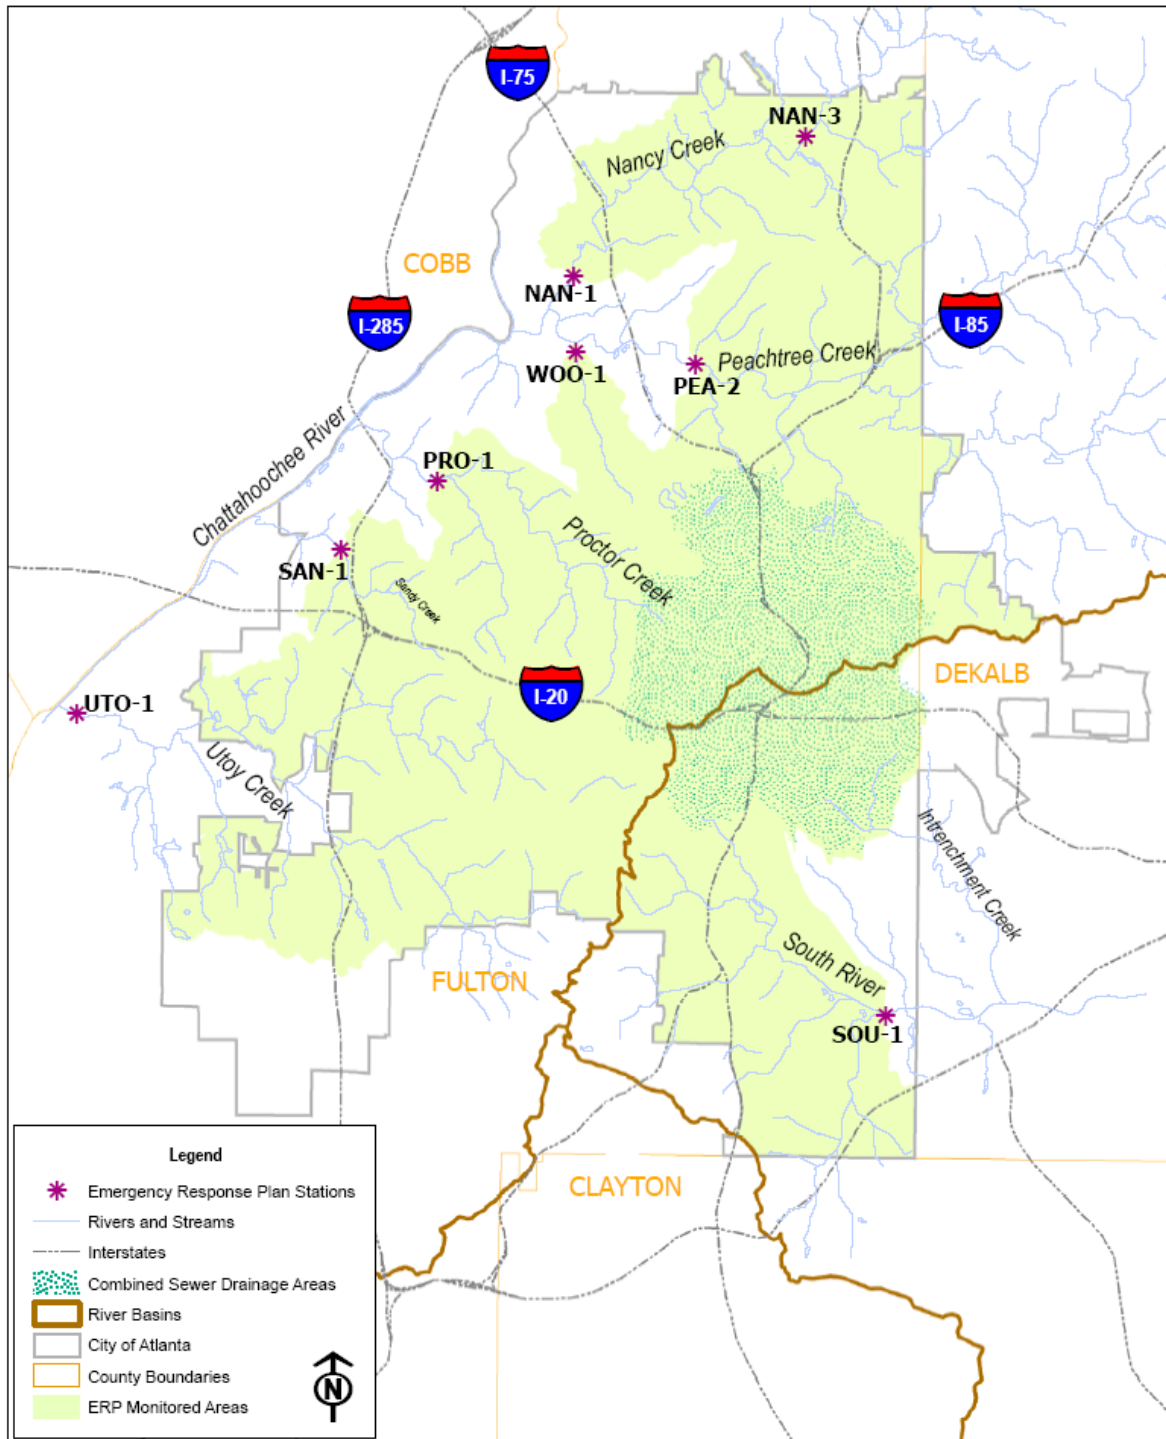 I-75
NAN-3
Nancy Creek
COBB
NAN-1
I-285
I-85
WOO-1
Peachtree Creek
PEA-2
Chattahoochee River
PRO-1
Proctor Creek
SAN-1
Sandy Creek
DEKALB
I-20
UTO-1
Utoy Creek
Intrenchment Creek
South River
FULTON
SOU-1
CLAYTON
Legend
Emergency Response Plan Stations
Rivers and Streams
Interstates
Combined Sewer Drainage Areas
River Basins
City of Atlanta
County Boundaries
ERP Monitored Areas
N